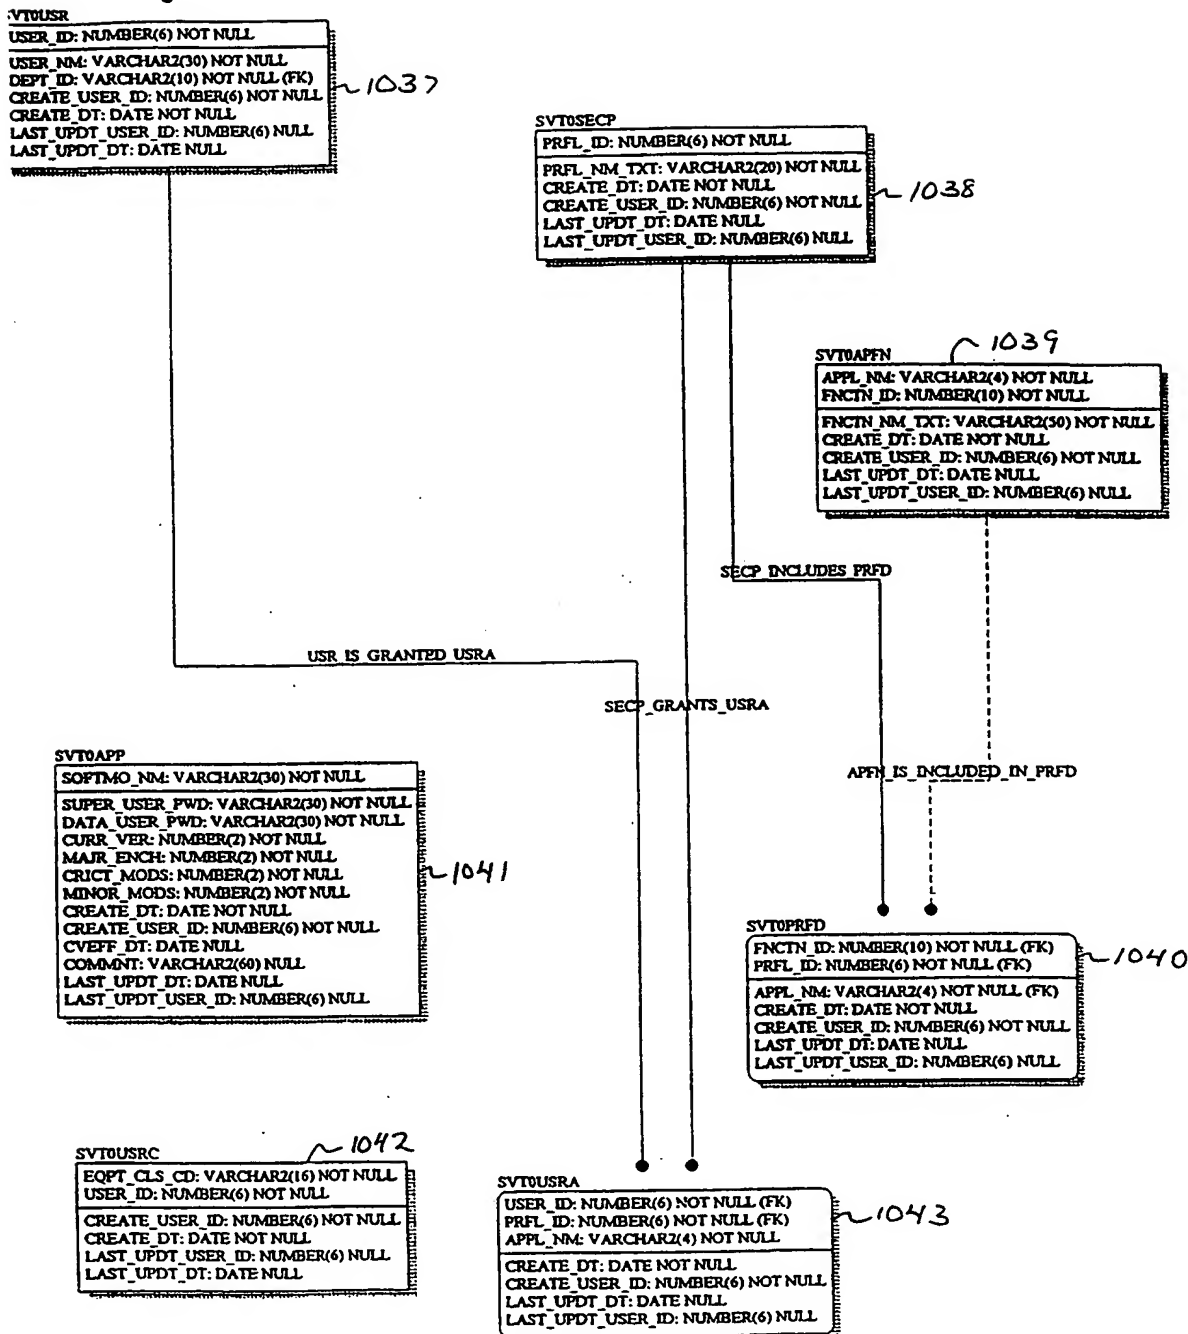 SVT0USR
USER_ID: NUMBER(6) NOT NULL
USER_NM: VARCHAR2(30) NOT NULL
DEPT_ID: VARCHAR2(10) NOT NULL (FK)
CREATE_USER_ID: NUMBER(6) NOT NULL
CREATE_DT: DATE NOT NULL
LAST_UPDT_USER_ID: NUMBER(6) NULL
LAST_UPDT_DT: DATE NULL
1037
SVT0SECP
PRFL_ID: NUMBER(6) NOT NULL
PRFL_NM_TXT: VARCHAR2(20) NOT NULL
CREATE_DT: DATE NOT NULL
CREATE_USER_ID: NUMBER(6) NOT NULL
LAST_UPDT_DT: DATE NULL
LAST_UPDT_USER_ID: NUMBER(6) NULL
1038
1039
SVT0APFN
APPL_NM: VARCHAR2(4) NOT NULL
FNCTN_ID: NUMBER(10) NOT NULL
FNCTN_NM_TXT: VARCHAR2(50) NOT NULL
CREATE_DT: DATE NOT NULL
CREATE_USER_ID: NUMBER(6) NOT NULL
LAST_UPDT_DT: DATE NULL
LAST_UPDT_USER_ID: NUMBER(6) NULL
SECP_INCLUDES PRFD
USR_IS_GRANTED_USRA
SECP_GRANTS_USRA
APFN_IS_INCLUDED_IN_PRFD
SVT0APP
SOFTMO_NM: VARCHAR2(30) NOT NULL
SUPER_USER_PWD: VARCHAR2(30) NOT NULL
DATA_USER_PWD: VARCHAR2(30) NOT NULL
CURR_VER: NUMBER(2) NOT NULL
MAJR_ENCH: NUMBER(2) NOT NULL
CRICT_MODS: NUMBER(2) NOT NULL
MINOR_MODS: NUMBER(2) NOT NULL
CREATE_DT: DATE NOT NULL
CREATE_USER_ID: NUMBER(6) NOT NULL
CVEFF_DT: DATE NULL
COMMNT: VARCHAR2(60) NULL
LAST_UPDT_DT: DATE NULL
LAST_UPDT_USER_ID: NUMBER(6) NULL
1041
SVT0PRFD
FNCTN_ID: NUMBER(10) NOT NULL (FK)
PRFL_ID: NUMBER(6) NOT NULL (FK)
APPL_NM: VARCHAR2(4) NOT NULL (FK)
CREATE_DT: DATE NOT NULL
CREATE_USER_ID: NUMBER(6) NOT NULL
LAST_UPDT_DT: DATE NULL
LAST_UPDT_USER_ID: NUMBER(6) NULL
1040
1042
SVT0USRC
EQPT_CLS_CD: VARCHAR2(16) NOT NULL
USER_ID: NUMBER(6) NOT NULL
CREATE_USER_ID: NUMBER(6) NOT NULL
CREATE_DT: DATE NOT NULL
LAST_UPDT_USER_ID: NUMBER(6) NULL
LAST_UPDT_DT: DATE NULL
SVT0USRA
USER_ID: NUMBER(6) NOT NULL (FK)
PRFL_ID: NUMBER(6) NOT NULL (FK)
APPL_NM: VARCHAR2(4) NOT NULL
CREATE_DT: DATE NOT NULL
CREATE_USER_ID: NUMBER(6) NOT NULL
LAST_UPDT_DT: DATE NULL
LAST_UPDT_USER_ID: NUMBER(6) NULL
1043